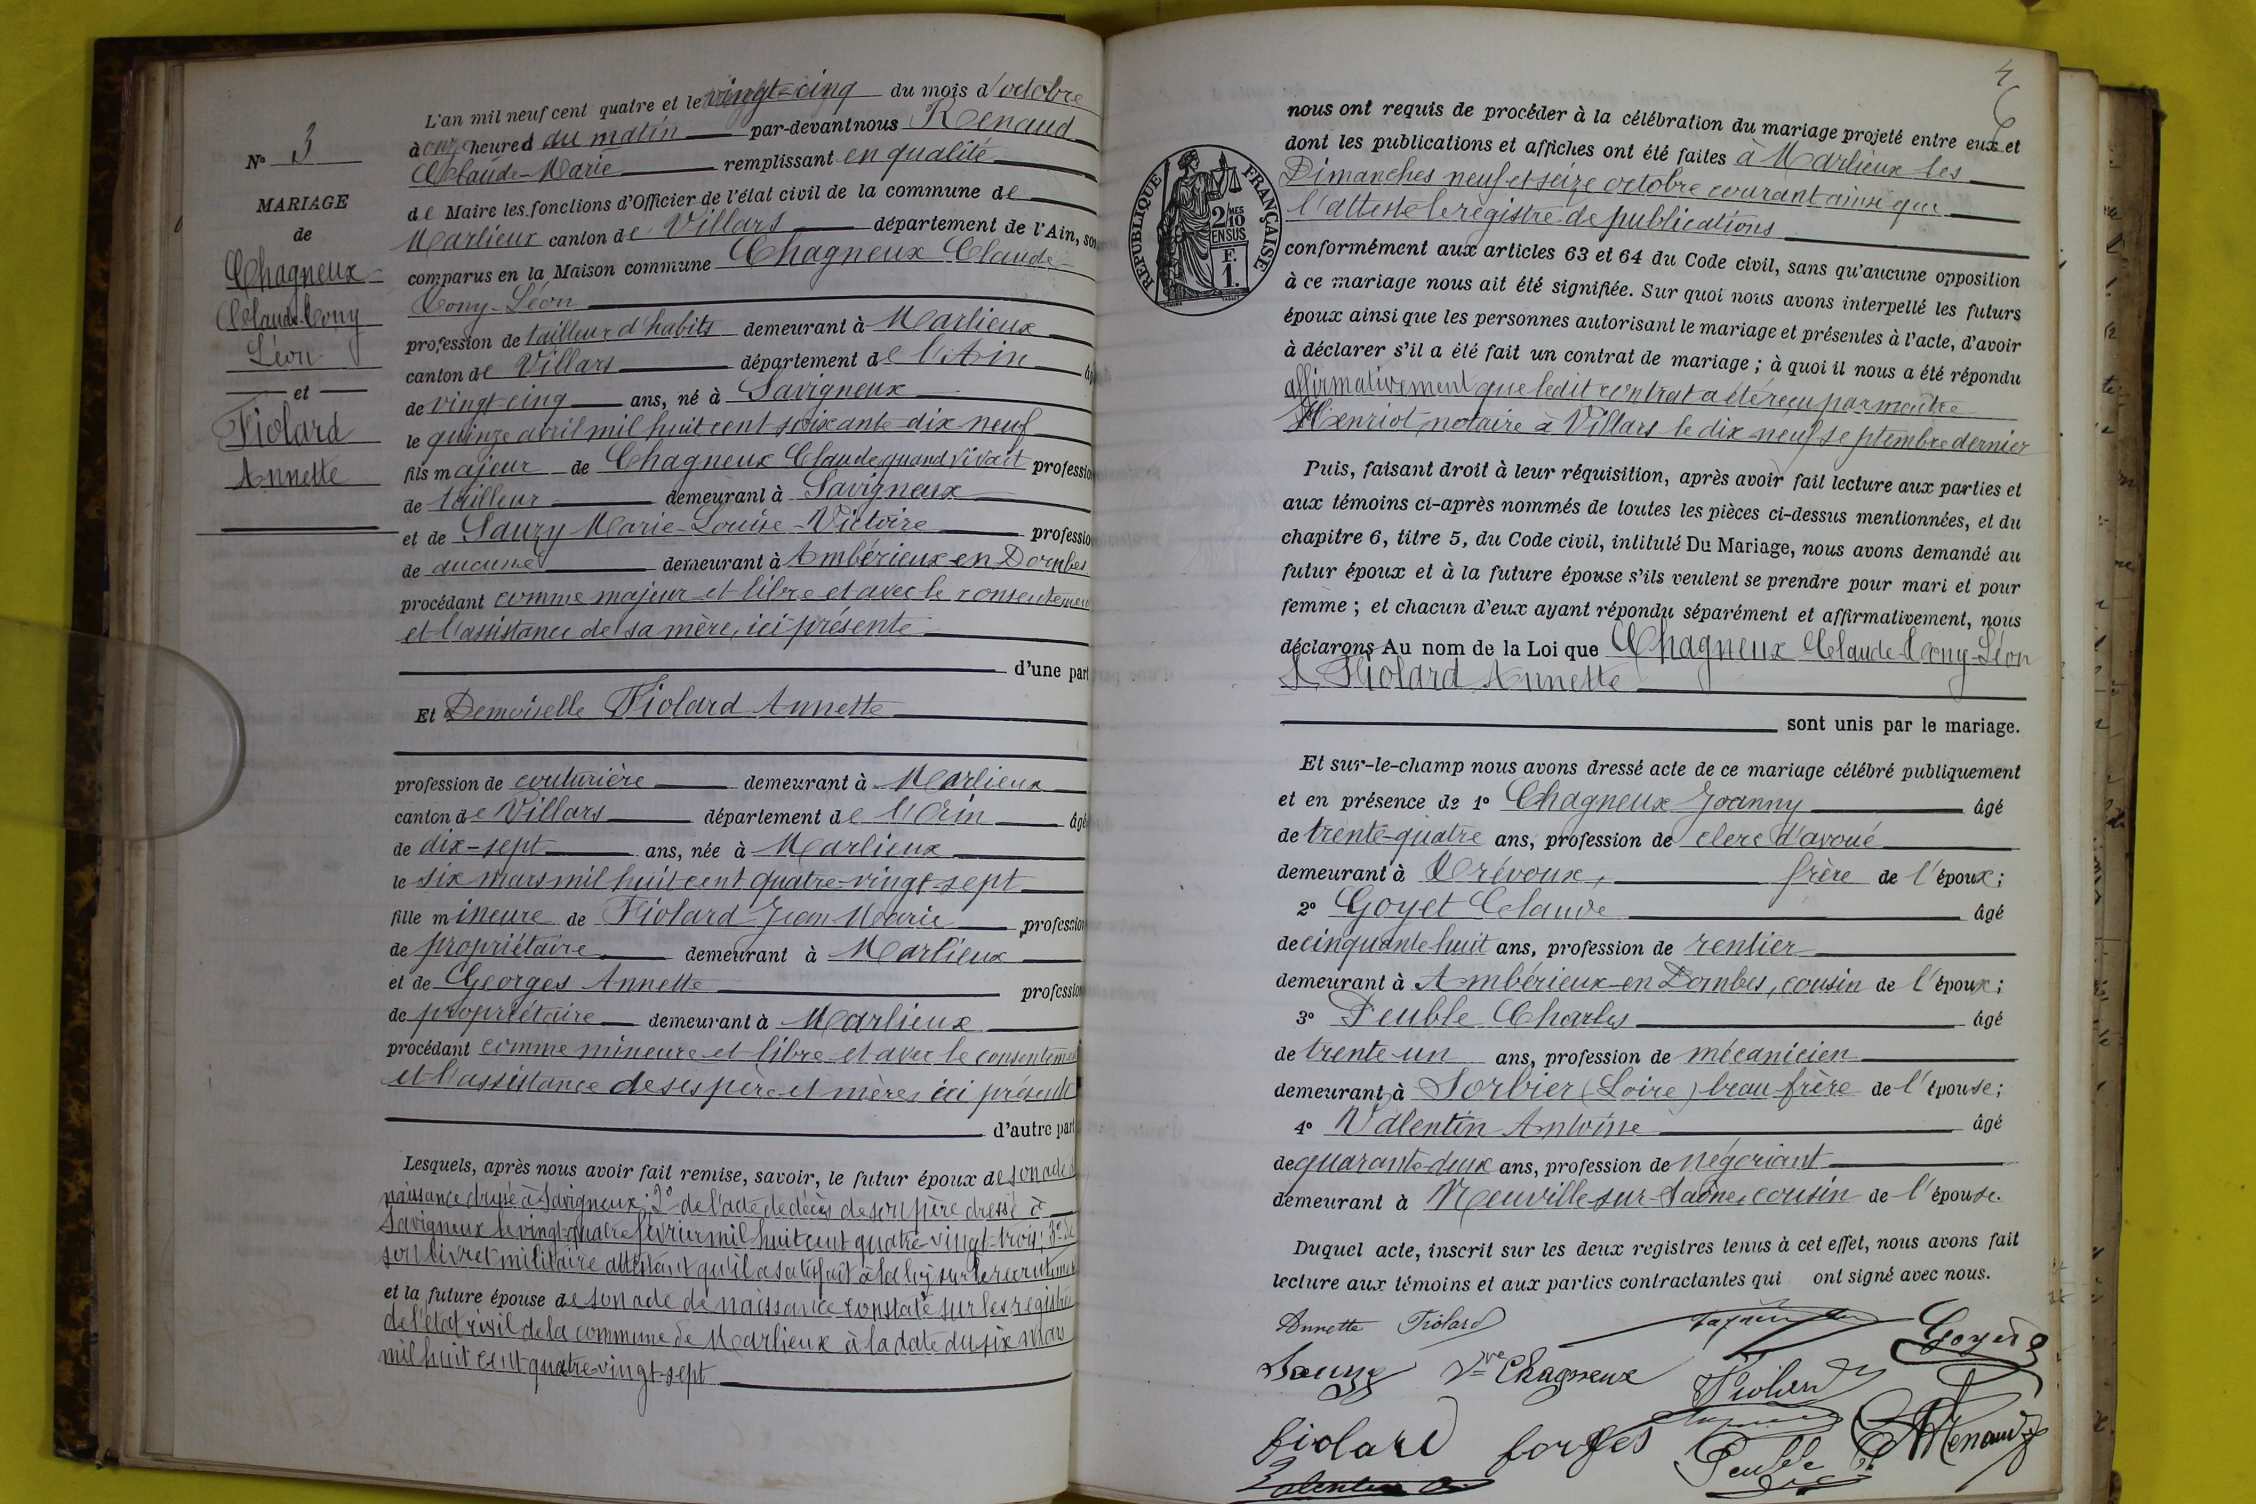 N° 3
MARIAGE
de
Chagneux
Claude-Tony
Léon
et
Fiolard
Annette
L'an mil neuf cent quatre et le vingt-cinq du mois d'octobre
à onze heures du matin par-devant nous Renaud
Claude-Marie remplissant en qualité
de Maire les fonctions d'Officier de l'état civil de la commune de
Marlieux canton de Villars département de l'Ain, son
comparus en la Maison commune Chagneux Claude
Tony-Léon
profession de tailleur d'habits demeurant à Marlieux
canton de Villars département de l'Ain âg
de vingt-cinq ans, né à Savigneux
le quinze avril mil huit cent soixante-dix neuf
fils majeur de Chagneux Claude quand vivait profession
de tailleur demeurant à Savigneux
et de Sauzy Marie-Louise-Victoire professio
de aucune demeurant à Ambérieux-en Dombes
procédant comme majeur et libre et avec le consentemen
et l'assistance de sa mère, ici présente
d'une part
Et Demoiselle Fiolard Annette
profession de couturière demeurant à Marlieux
canton de Villars département de l'Ain âgé
de dix-sept ans, née à Marlieux
le six mars mil huit cent quatre-vingt-sept
fille mineure de Fiolard Jean Marie profession
de propriétaire demeurant à Marlieux
et de Georges Annette profession
de propriétaire demeurant à Marlieux
procédant comme mineure et libre et avec le consenteme
et l'assistance de ses père et mère, ici présents
d'autre part
Lesquels, après nous avoir fait remise, savoir, le futur époux de son acte d
naissance dressé à Savigneux; 2° de l'acte de décès de son père dressé à
Savigneux le vingt-quatre février mil huit cent quatre-vingt-trois; 3° de
son livret militaire attestant qu'il a satisfait à la loi sur le recrutement
et la future épouse de son acte de naissance constaté sur les registres
de l'état civil de la commune de Marlieux à la date du six mars
mil huit cent quatre-vingt-sept
4
RÉPUBLIQUE FRANÇAISE
2 MES
2/10
EN SUS
F.
1.
nous ont requis de procéder à la célébration du mariage projeté entre eux et
dont les publications et affiches ont été faites à Marlieux les
Dimanches neuf et seize octobre courant ainsi que
l'atteste le registre de publications
conformément aux articles 63 et 64 du Code civil, sans qu'aucune opposition
à ce mariage nous ait été signifiée. Sur quoi nous avons interpellé les futurs
époux ainsi que les personnes autorisant le mariage et présentes à l'acte, d'avoir
à déclarer s'il a été fait un contrat de mariage ; à quoi il nous a été répondu
affirmativement que ledit contrat a été reçu par maître
Henriot, notaire à Villars le dix-neuf septembre dernier
Puis, faisant droit à leur réquisition, après avoir fait lecture aux parties et
aux témoins ci-après nommés de toutes les pièces ci-dessus mentionnées, et du
chapitre 6, titre 5, du Code civil, intitulé Du Mariage, nous avons demandé au
futur époux et à la future épouse s'ils veulent se prendre pour mari et pour
femme ; et chacun d'eux ayant répondu séparément et affirmativement, nous
déclarons Au nom de la Loi que Chagneux Claude-Tony-Léon
& Fiolard Annette
sont unis par le mariage.
Et sur-le-champ nous avons dressé acte de ce mariage célébré publiquement
et en présence de 1° Chagneux Joanny âgé
de trente-quatre ans, profession de clerc d'avoué
demeurant à Trévoux, frère de l'époux;
2° Goyet Claude âgé
de cinquante huit ans, profession de rentier
demeurant à Ambérieux-en Dombes, cousin de l'époux;
3° Peuble Charles âgé
de trente-un ans, profession de mécanicien
demeurant à Sorbier (Loire) beau-frère de l'épouse;
4° Valentin Antoine âgé
de quarante-deux ans, profession de négociant
demeurant à Neuville sur-Saône, cousin de l'épouse.
Duquel acte, inscrit sur les deux registres tenus à cet effet, nous avons fait
lecture aux témoins et aux parties contractantes qui ont signé avec nous.
Annette Fiolard
Goyet
Sauzy Vve Chagneux
Fiolard
fiolard forges
Peuble
Renaud
Valentin